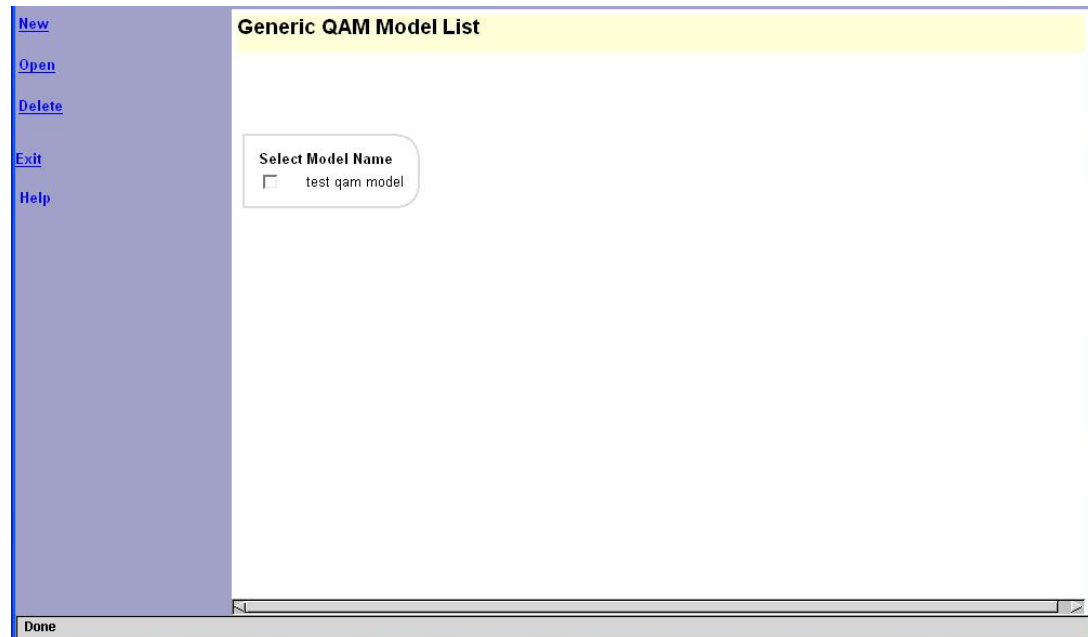 New
Open
Delete
Exit
Help
Generic QAM Model List
Select Model Name
test qam model
Done